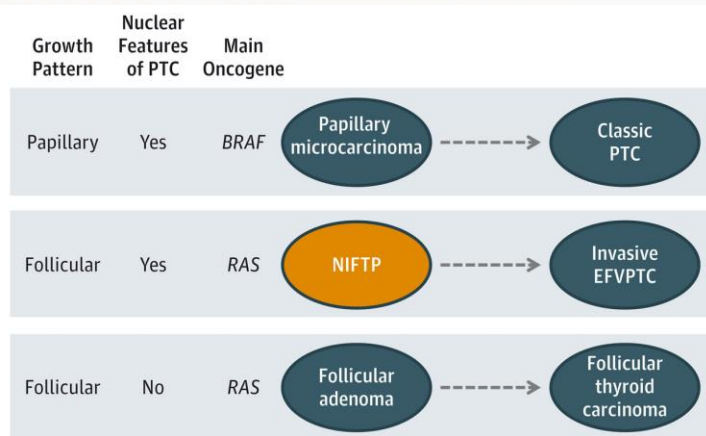 Growth Pattern
Nuclear Features of PTC
Main Oncogene
Papillary Yes BRAF Papillary microcarcinoma Classic PTC
Follicular Yes RAS NIFTP Invasive EFVPTC
Follicular No RAS Follicular adenoma Follicular thyroid carcinoma